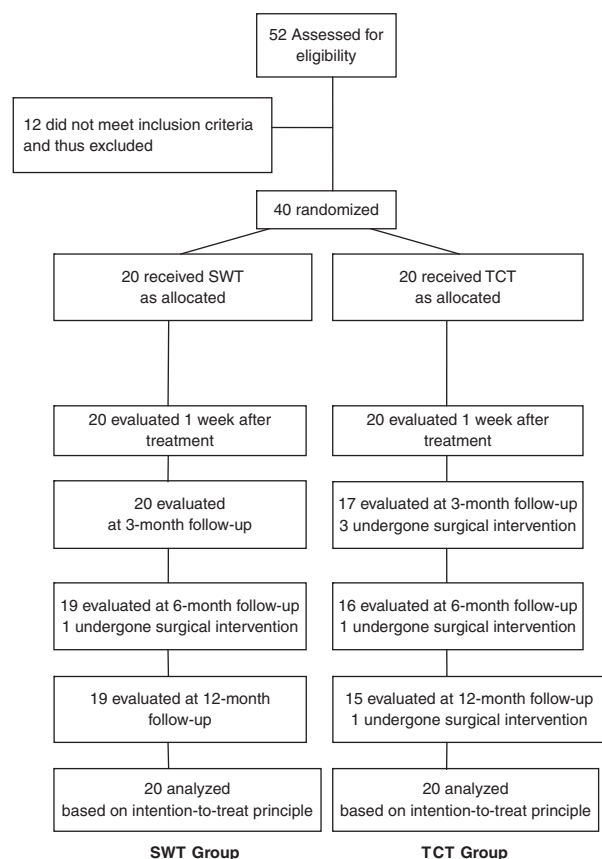 52 Assessed for
eligibility
12 did not meet inclusion criteria
and thus excluded
40 randomized
20 received SWT
as allocated
20 received TCT
as allocated
20 evaluated 1 week after
treatment
20 evaluated 1 week after
treatment
20 evaluated
at 3-month follow-up
17 evaluated at 3-month follow-up
3 undergone surgical intervention
19 evaluated at 6-month follow-up
1 undergone surgical intervention
16 evaluated at 6-month follow-up
1 undergone surgical intervention
19 evaluated at 12-month
follow-up
15 evaluated at 12-month follow-up
1 undergone surgical intervention
20 analyzed
based on intention-to-treat principle
20 analyzed
based on intention-to-treat principle
SWT Group
TCT Group